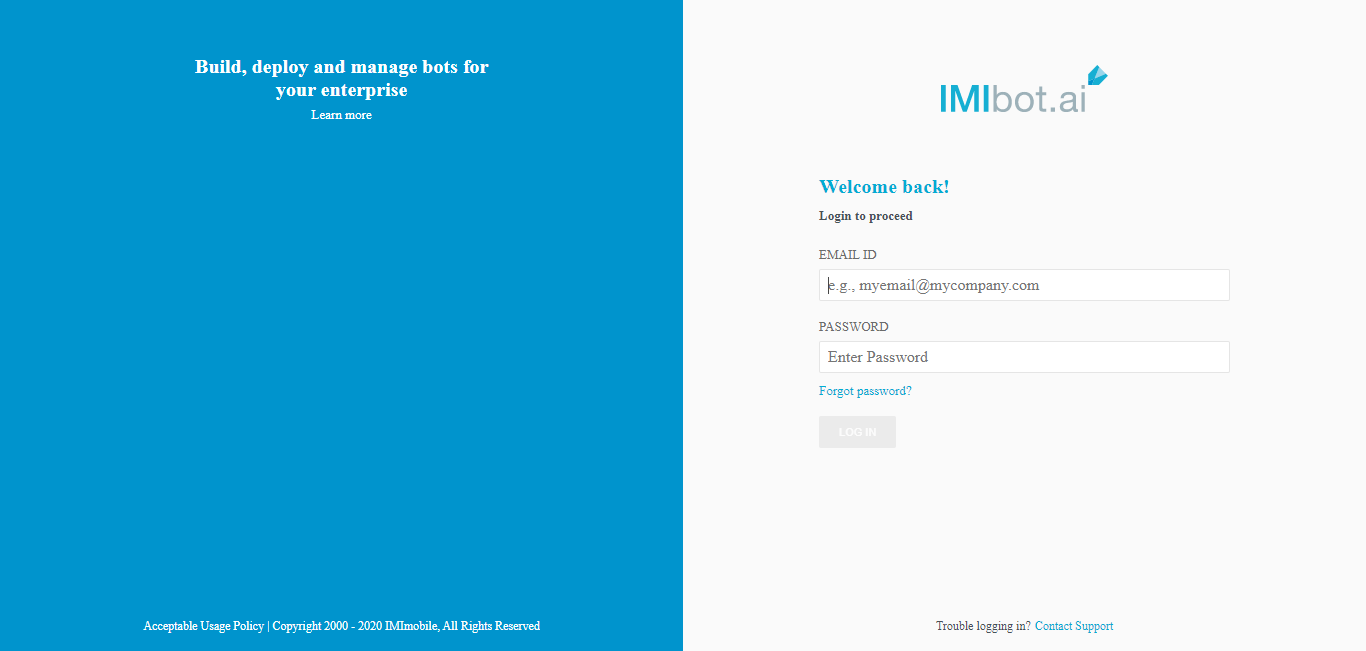 Build, deploy and manage bots for
your enterprise
Learn more
Acceptable Usage Policy | Copyright 2000 - 2020 IMImobile, All Rights Reserved
IMIbot.ai
Welcome back!
Login to proceed
EMAIL ID
e.g., myemail@mycompany.com
PASSWORD
Enter Password
Forgot password?
LOG IN
Trouble logging in? Contact Support